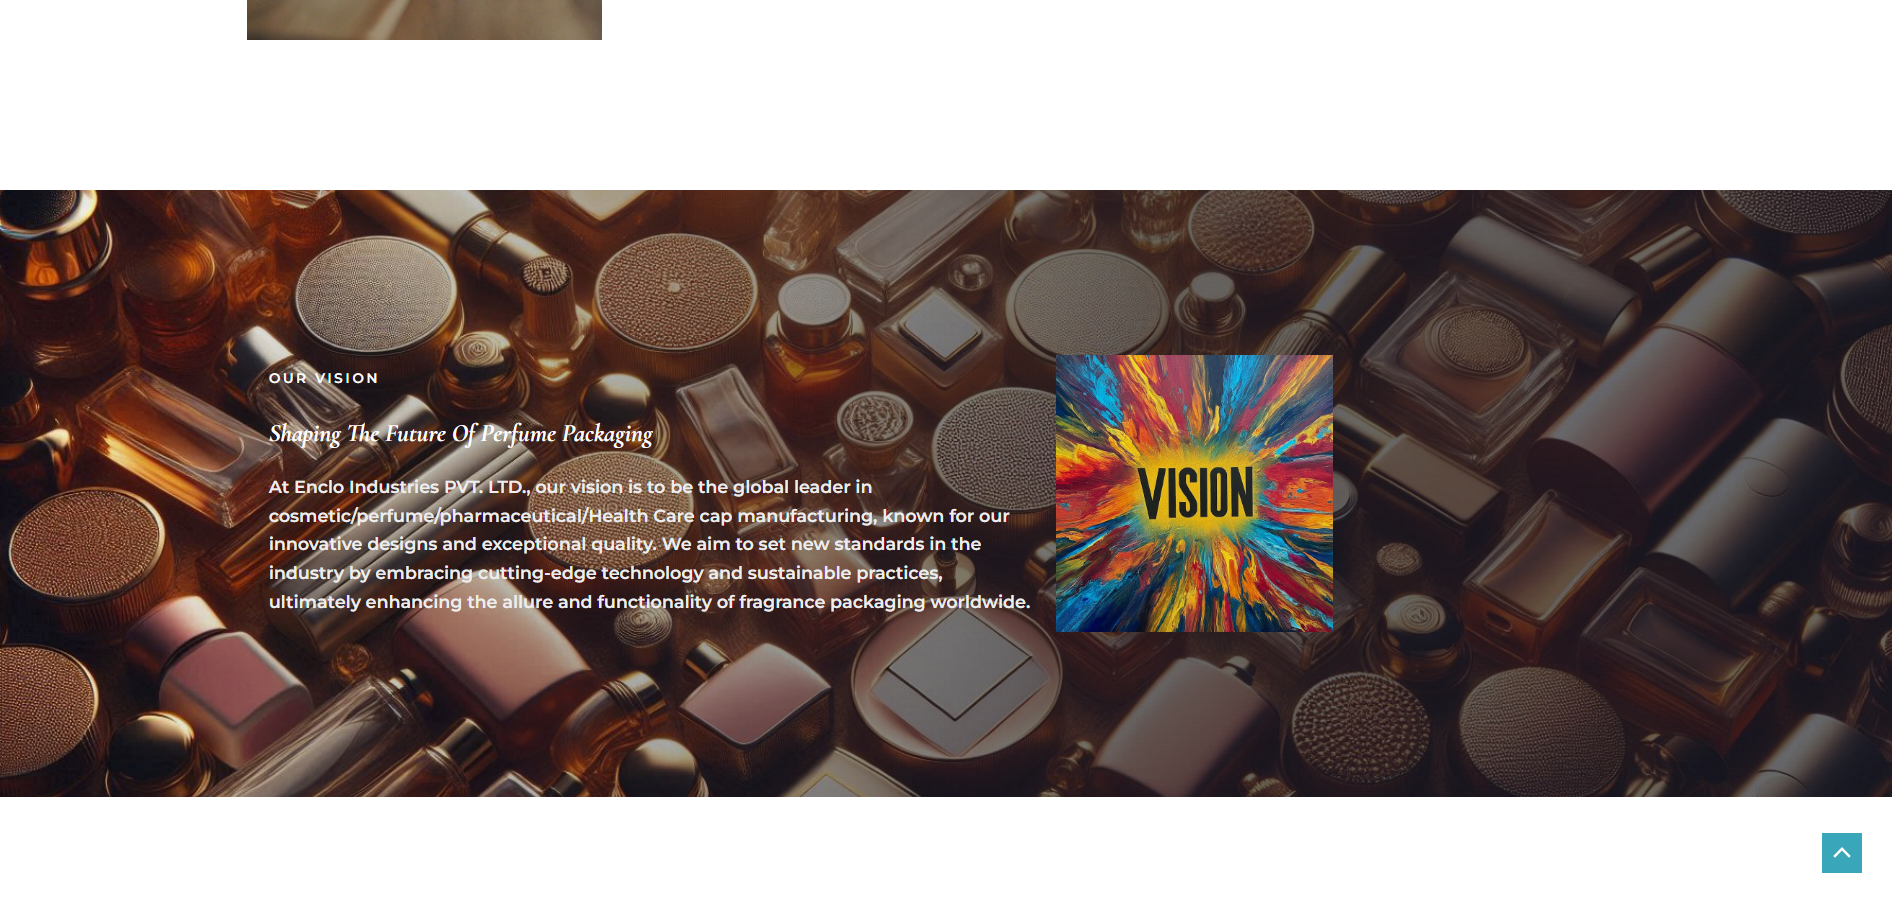 OUR VISION
Shaping The Future Of Perfume Packaging
At Enclo Industries PVT. LTD., our vision is to be the global leader in
cosmetic/perfume/pharmaceutical/Health Care cap manufacturing, known for our
innovative designs and exceptional quality. We aim to set new standards in the
industry by embracing cutting-edge technology and sustainable practices,
ultimately enhancing the allure and functionality of fragrance packaging worldwide.
VISION